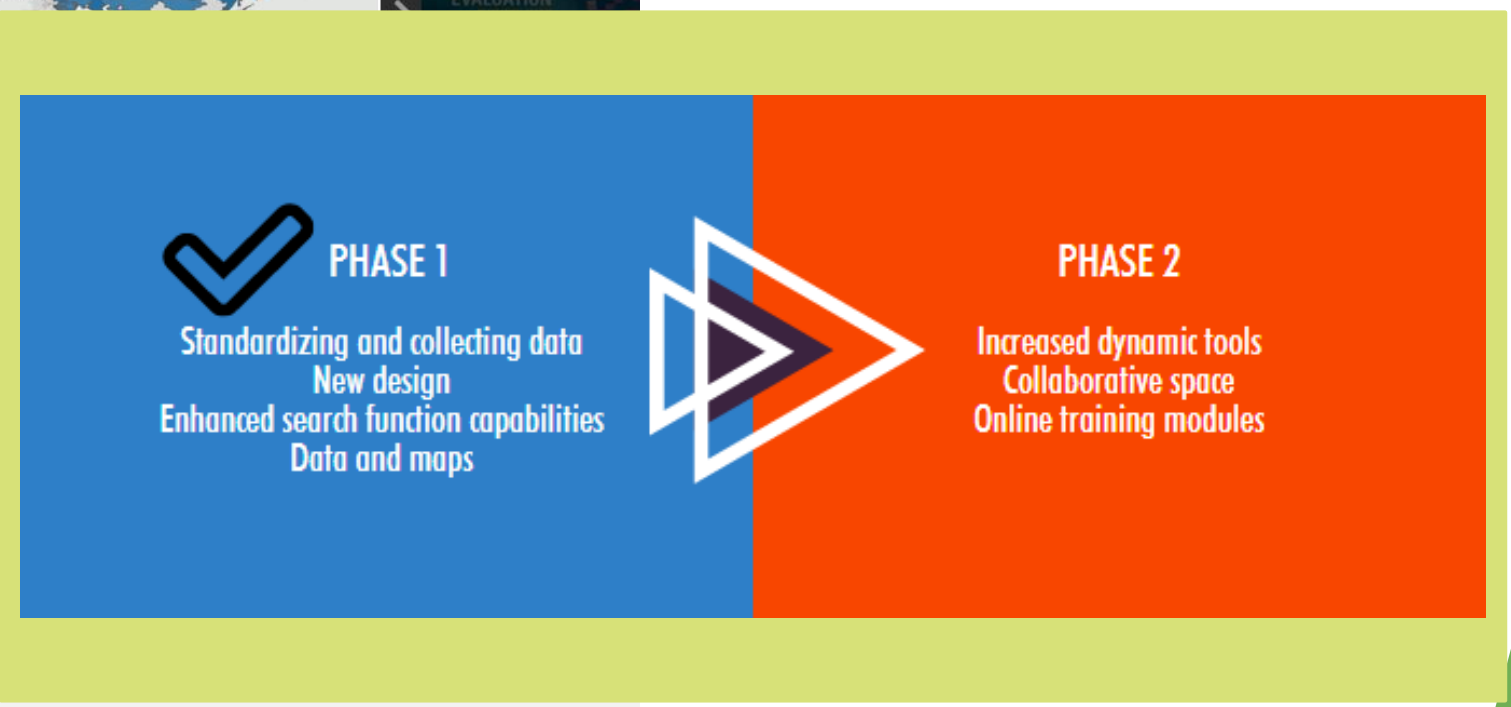 EVALUATION
PHASE 1
Standardizing and collecting data
New design
Enhanced search function capabilities
Data and maps
PHASE 2
Increased dynamic tools
Collaborative space
Online training modules